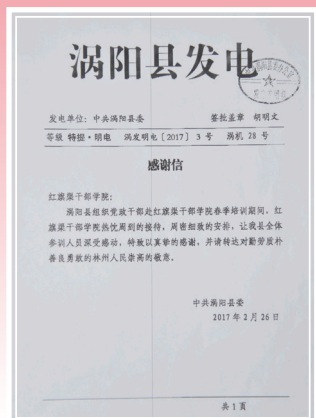 涡阳县发电
发电单位：中共涡阳县委 签批盖章 胡明文
等级 特提·明电 涡发明电［2017］3 号 涡机 28 号
感谢信
红旗渠干部学院：
涡阳县组织党政干部赴红旗渠干部学院春季培训期间，红
旗渠干部学院热忱周到的接待，周密细致的安排，让我县全体
参训人员深受感动，特致以真挚的感谢，并请转达对勤劳质朴
善良勇敢的林州人民崇高的敬意。
中共涡阳县委
2017 年 2 月 26 日
共 1 页